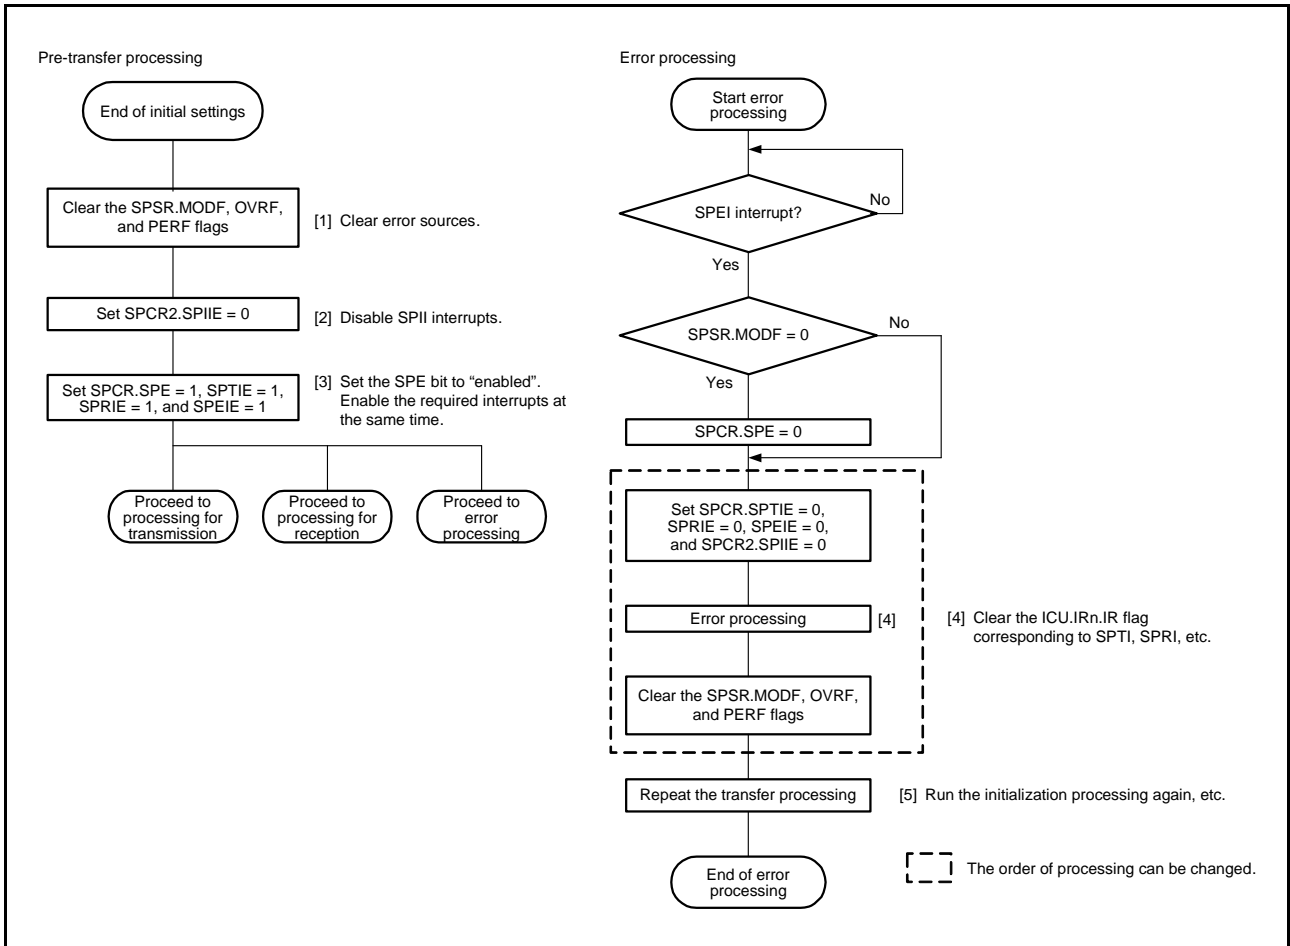 Pre-transfer processing
End of initial settings
Clear the SPSR.MODF, OVRF,
and PERF flags
[1] Clear error sources.
Set SPCR2.SPIIE = 0
[2] Disable SPII interrupts.
Set SPCR.SPE = 1, SPTIE = 1,
SPRIE = 1, and SPEIE = 1
[3] Set the SPE bit to “enabled”.
Enable the required interrupts at
the same time.
Proceed to
processing for
transmission
Proceed to
processing for
reception
Proceed to
error
processing
Error processing
Start error
processing
SPEI interrupt?
No
Yes
SPSR.MODF = 0
No
Yes
SPCR.SPE = 0
Set SPCR.SPTIE = 0,
SPRIE = 0, SPEIE = 0,
and SPCR2.SPIIE = 0
Error processing
[4]
[4] Clear the ICU.IRn.IR flag
corresponding to SPTI, SPRI, etc.
Clear the SPSR.MODF, OVRF,
and PERF flags
Repeat the transfer processing
[5] Run the initialization processing again, etc.
End of error
processing
The order of processing can be changed.